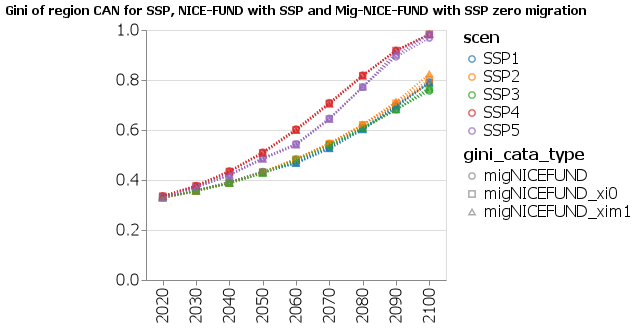 Gini of region CAN for SSP, NICE-FUND with SSP and Mig-NICE-FUND with SSP zero migration
1.0
0.8
0.6
0.4
0.2
0.0
2020
2030
2040
2050
2060
2070
2080
2090
2100
scen
SSP1
SSP2
SSP3
SSP4
SSP5
gini_cata_type
migNICEFUND
migNICEFUND_xi0
migNICEFUND_xim1